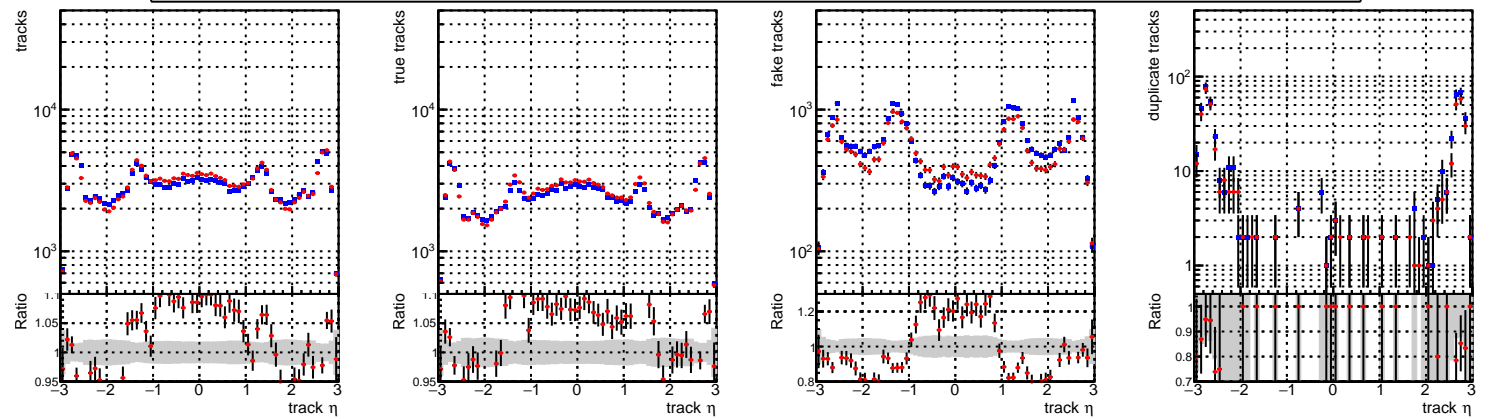 tracks
10⁴
10³
Ratio
1.1
1.05
1
0.95
−3 −2 −1 0 1 2 3
track η
true tracks
10⁴
10³
Ratio
1.1
1.05
1
0.95
−3 −2 −1 0 1 2 3
track η
fake tracks
10³
10²
Ratio
1.2
1
0.8
−3 −2 −1 0 1 2 3
track η
duplicate tracks
10²
10
1
Ratio
1
0.9
0.8
0.7
−3 −2 −1 0 1 2 3
track η